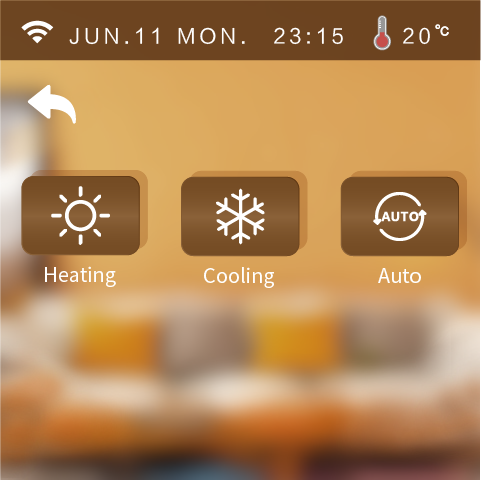 JUN.11 MON. 23:15 20℃
AUTO
Heating Cooling Auto